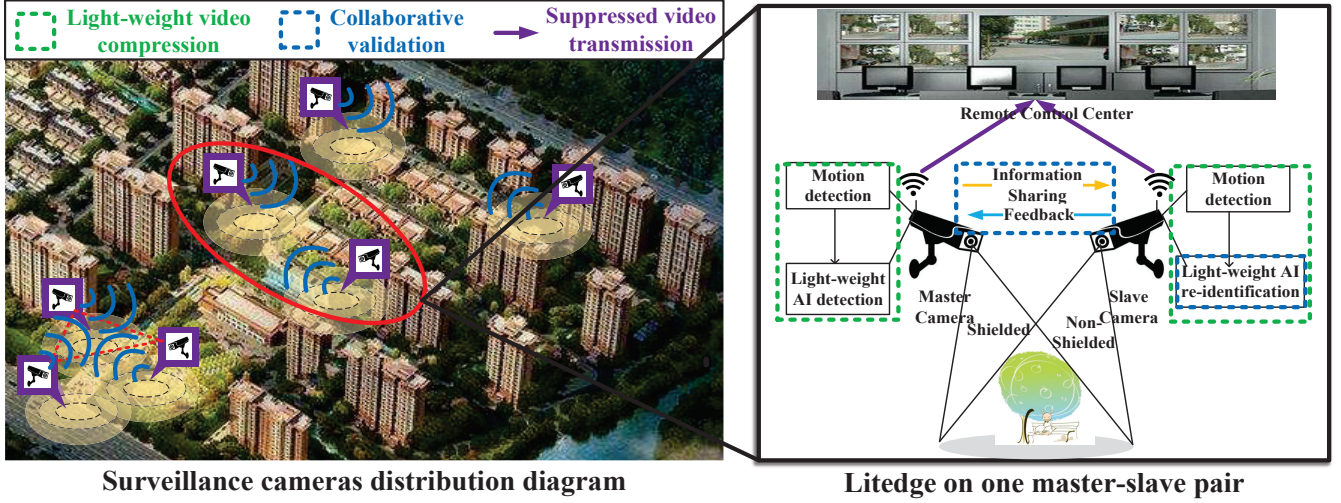 Light-weight video
compression
Collaborative
validation
Suppressed video
transmission
Remote Control Center
Motion
detection
Light-weight
AI detection
Information
Sharing
Feedback
Motion
detection
Light-weight AI
re-identification
Master
Camera
Slave
Camera
Shielded
Non-
Shielded
Surveillance cameras distribution diagram
Litedge on one master-slave pair